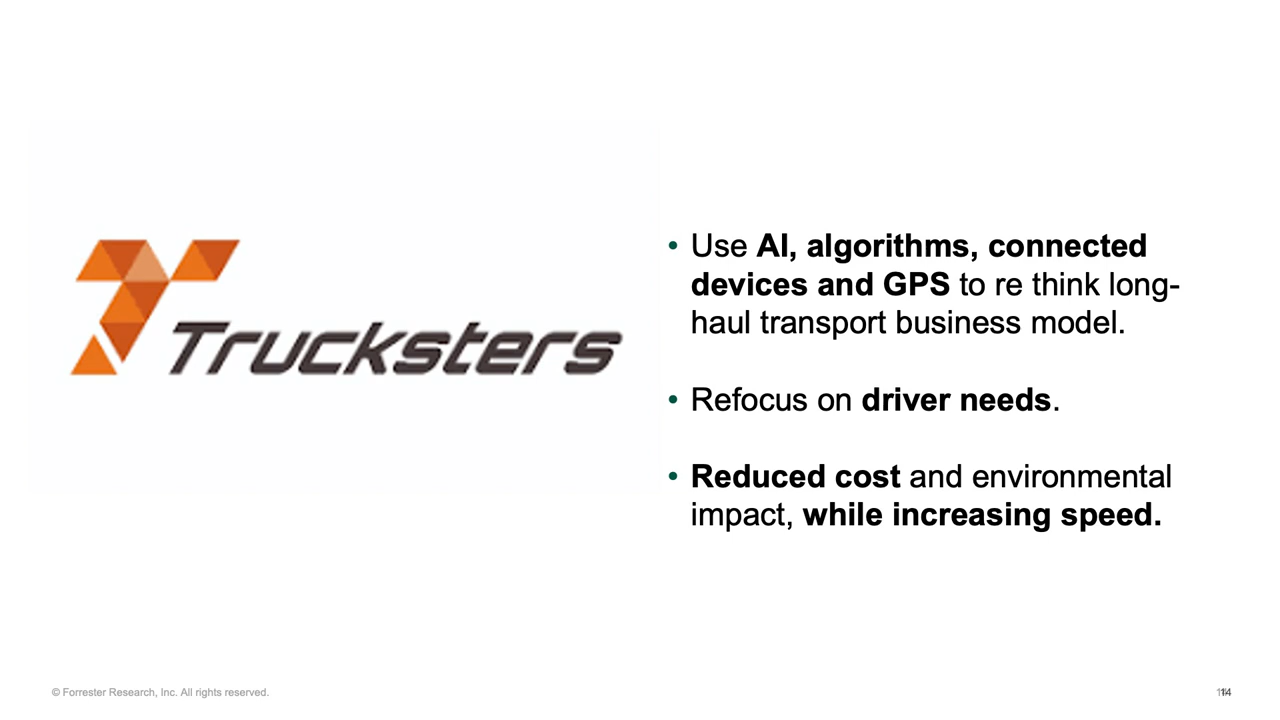 Trucksters
• Use AI, algorithms, connected
devices and GPS to re think long-
haul transport business model.
• Refocus on driver needs.
• Reduced cost and environmental
impact, while increasing speed.
© Forrester Research, Inc. All rights reserved.
14